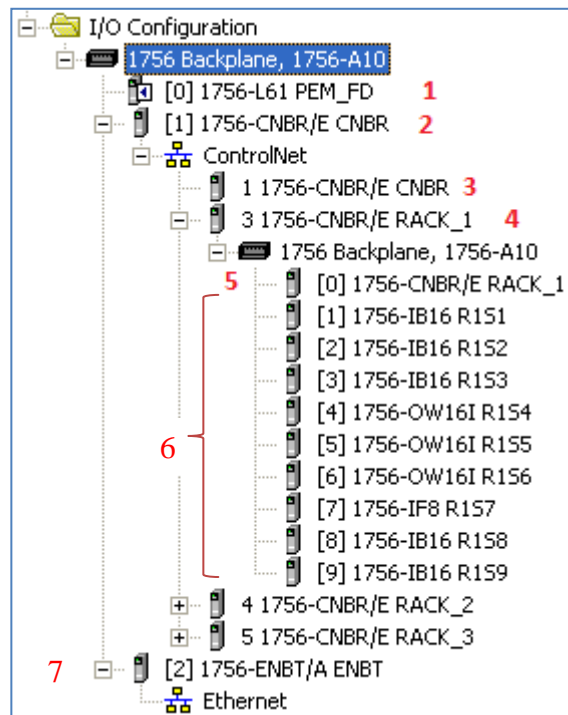 I/O Configuration
1756 Backplane, 1756-A10
[0] 1756-L61 PEM_FD 1
[1] 1756-CNBR/E CNBR 2
ControlNet
1 1756-CNBR/E CNBR 3
3 1756-CNBR/E RACK_1 4
1756 Backplane, 1756-A10
5 [0] 1756-CNBR/E RACK_1
[1] 1756-IB16 R1S1
[2] 1756-IB16 R1S2
[3] 1756-IB16 R1S3
[4] 1756-OW16I R1S4
6 [5] 1756-OW16I R1S5
[6] 1756-OW16I R1S6
[7] 1756-IF8 R1S7
[8] 1756-IB16 R1S8
[9] 1756-IB16 R1S9
4 1756-CNBR/E RACK_2
5 1756-CNBR/E RACK_3
7 [2] 1756-ENBT/A ENBT
Ethernet